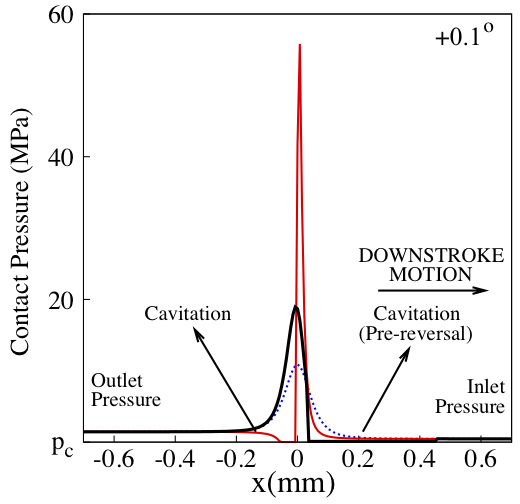 60
+0.1°
Contact Pressure (MPa)
40
DOWNSTROKE
MOTION
20
Cavitation
Cavitation
(Pre-reversal)
Outlet
Pressure
Inlet
Pressure
pc
-0.6 -0.4 -0.2 0 0.2 0.4 0.6
x(mm)